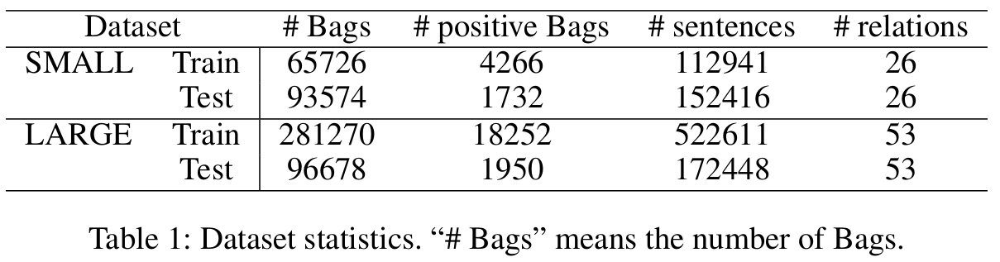 Dataset # Bags # positive Bags # sentences # relations
SMALL Train 65726 4266 112941 26
Test 93574 1732 152416 26
LARGE Train 281270 18252 522611 53
Test 96678 1950 172448 53
Table 1: Dataset statistics. “# Bags” means the number of Bags.